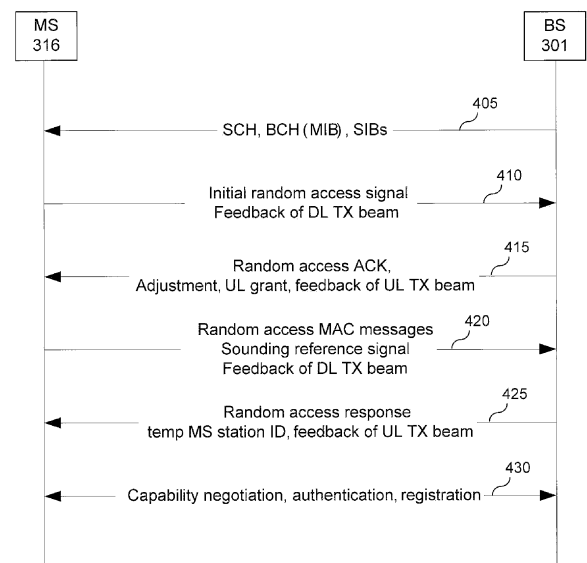 MS
316
BS
301
405
SCH, BCH (MIB), SIBs
410
Initial random access signal
Feedback of DL TX beam
415
Random access ACK,
Adjustment, UL grant, feedback of UL TX beam
420
Random access MAC messages
Sounding reference signal
Feedback of DL TX beam
425
Random access response
temp MS station ID, feedback of UL TX beam
430
Capability negotiation, authentication, registration